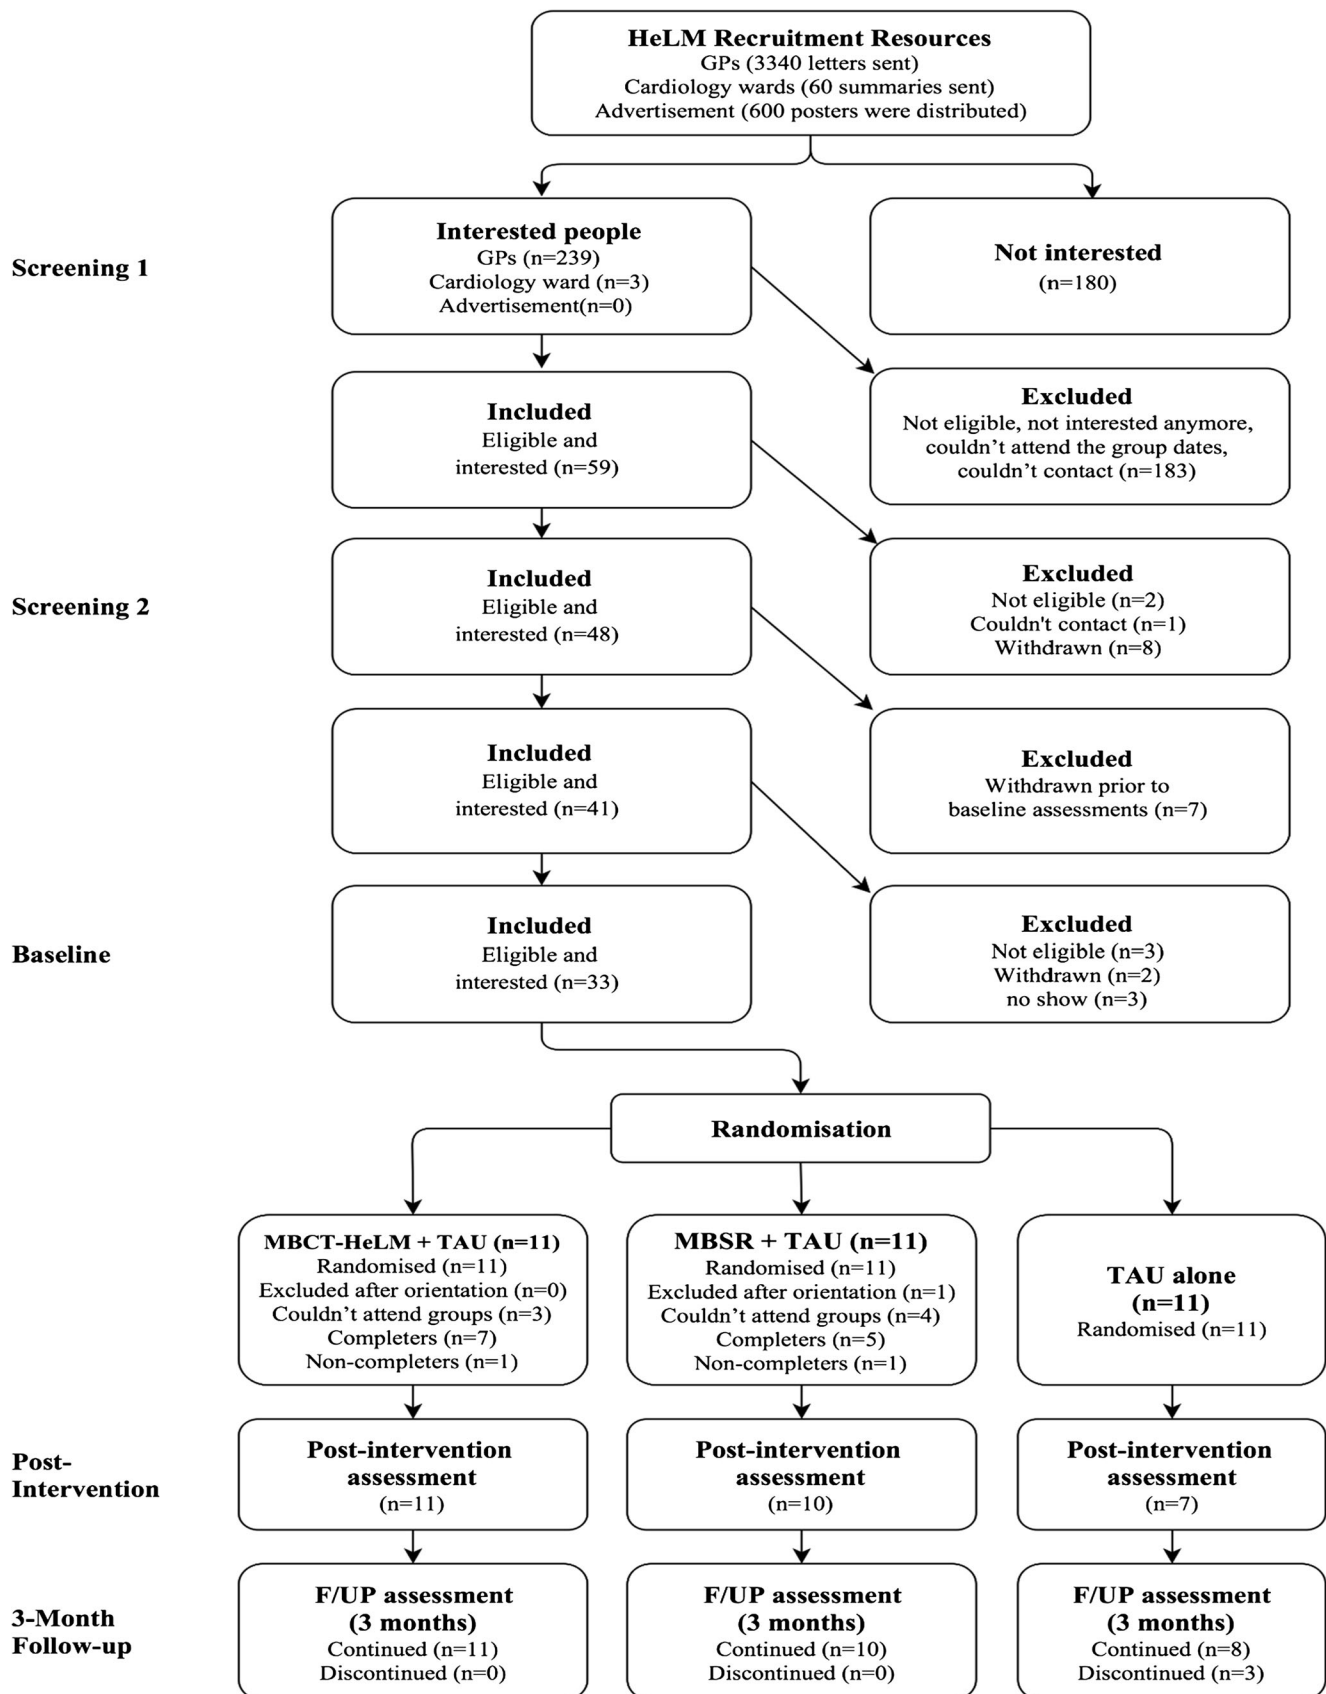 HeLM Recruitment Resources
GPs (3340 letters sent)
Cardiology wards (60 summaries sent)
Advertisement (600 posters were distributed)
Screening 1
Interested people
GPs (n=239)
Cardiology ward (n=3)
Advertisement(n=0)
Not interested
(n=180)
Included
Eligible and
interested (n=59)
Excluded
Not eligible, not interested anymore,
couldn’t attend the group dates,
couldn’t contact (n=183)
Screening 2
Included
Eligible and
interested (n=48)
Excluded
Not eligible (n=2)
Couldn't contact (n=1)
Withdrawn (n=8)
Included
Eligible and
interested (n=41)
Excluded
Withdrawn prior to
baseline assessments (n=7)
Baseline
Included
Eligible and
interested (n=33)
Excluded
Not eligible (n=3)
Withdrawn (n=2)
no show (n=3)
Randomisation
MBCT-HeLM + TAU (n=11)
Randomised (n=11)
Excluded after orientation (n=0)
Couldn’t attend groups (n=3)
Completers (n=7)
Non-completers (n=1)
MBSR + TAU (n=11)
Randomised (n=11)
Excluded after orientation (n=1)
Couldn’t attend groups (n=4)
Completers (n=5)
Non-completers (n=1)
TAU alone
(n=11)
Randomised (n=11)
Post-
Intervention
Post-intervention
assessment
(n=11)
Post-intervention
assessment
(n=10)
Post-intervention
assessment
(n=7)
3-Month
Follow-up
F/UP assessment
(3 months)
Continued (n=11)
Discontinued (n=0)
F/UP assessment
(3 months)
Continued (n=10)
Discontinued (n=0)
F/UP assessment
(3 months)
Continued (n=8)
Discontinued (n=3)